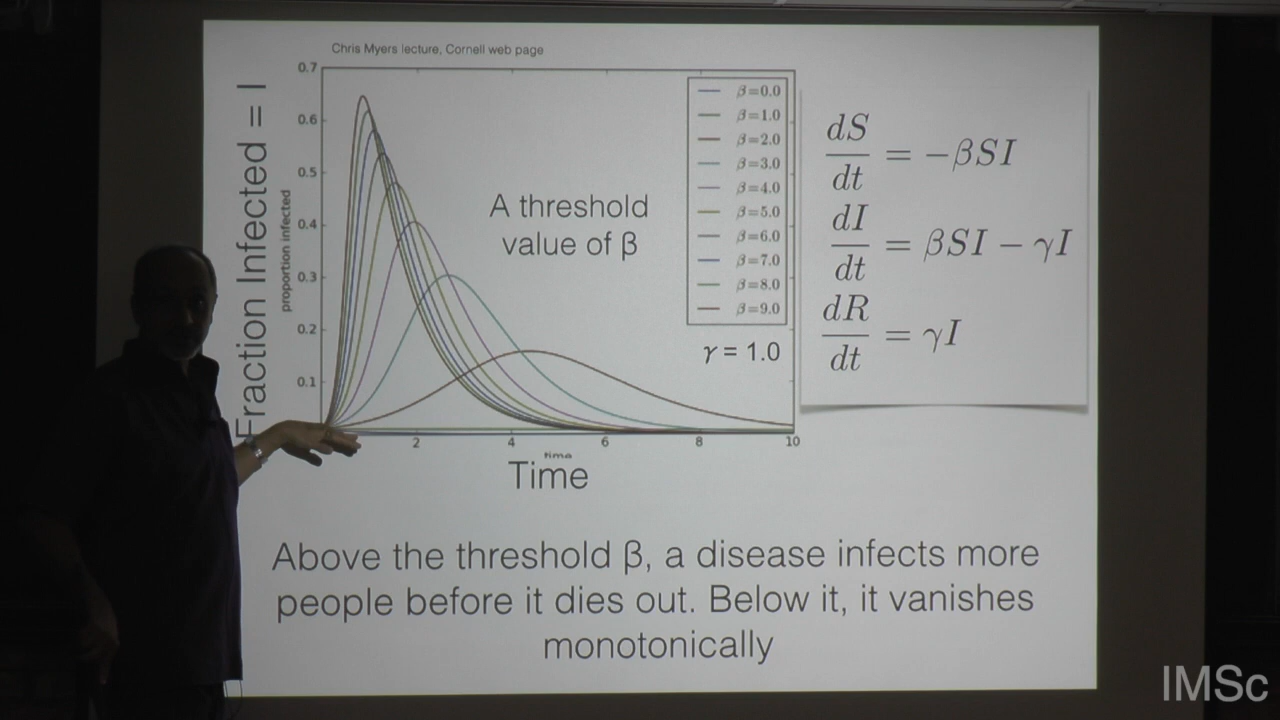 Chris Myers lecture, Cornell web page
Fraction Infected = I
proportion infected
0.7
0.6
0.5
0.4
0.3
0.2
0.1
2
4
6
8
10
time
Time
A threshold
value of β
β=0.0
β=1.0
β=2.0
β=3.0
β=4.0
β=5.0
β=6.0
β=7.0
β=8.0
β=9.0
γ = 1.0
dS/dt = −βSI
dI/dt = βSI − γI
dR/dt = γI
Above the threshold β, a disease infects more
people before it dies out. Below it, it vanishes
monotonically
IMSc